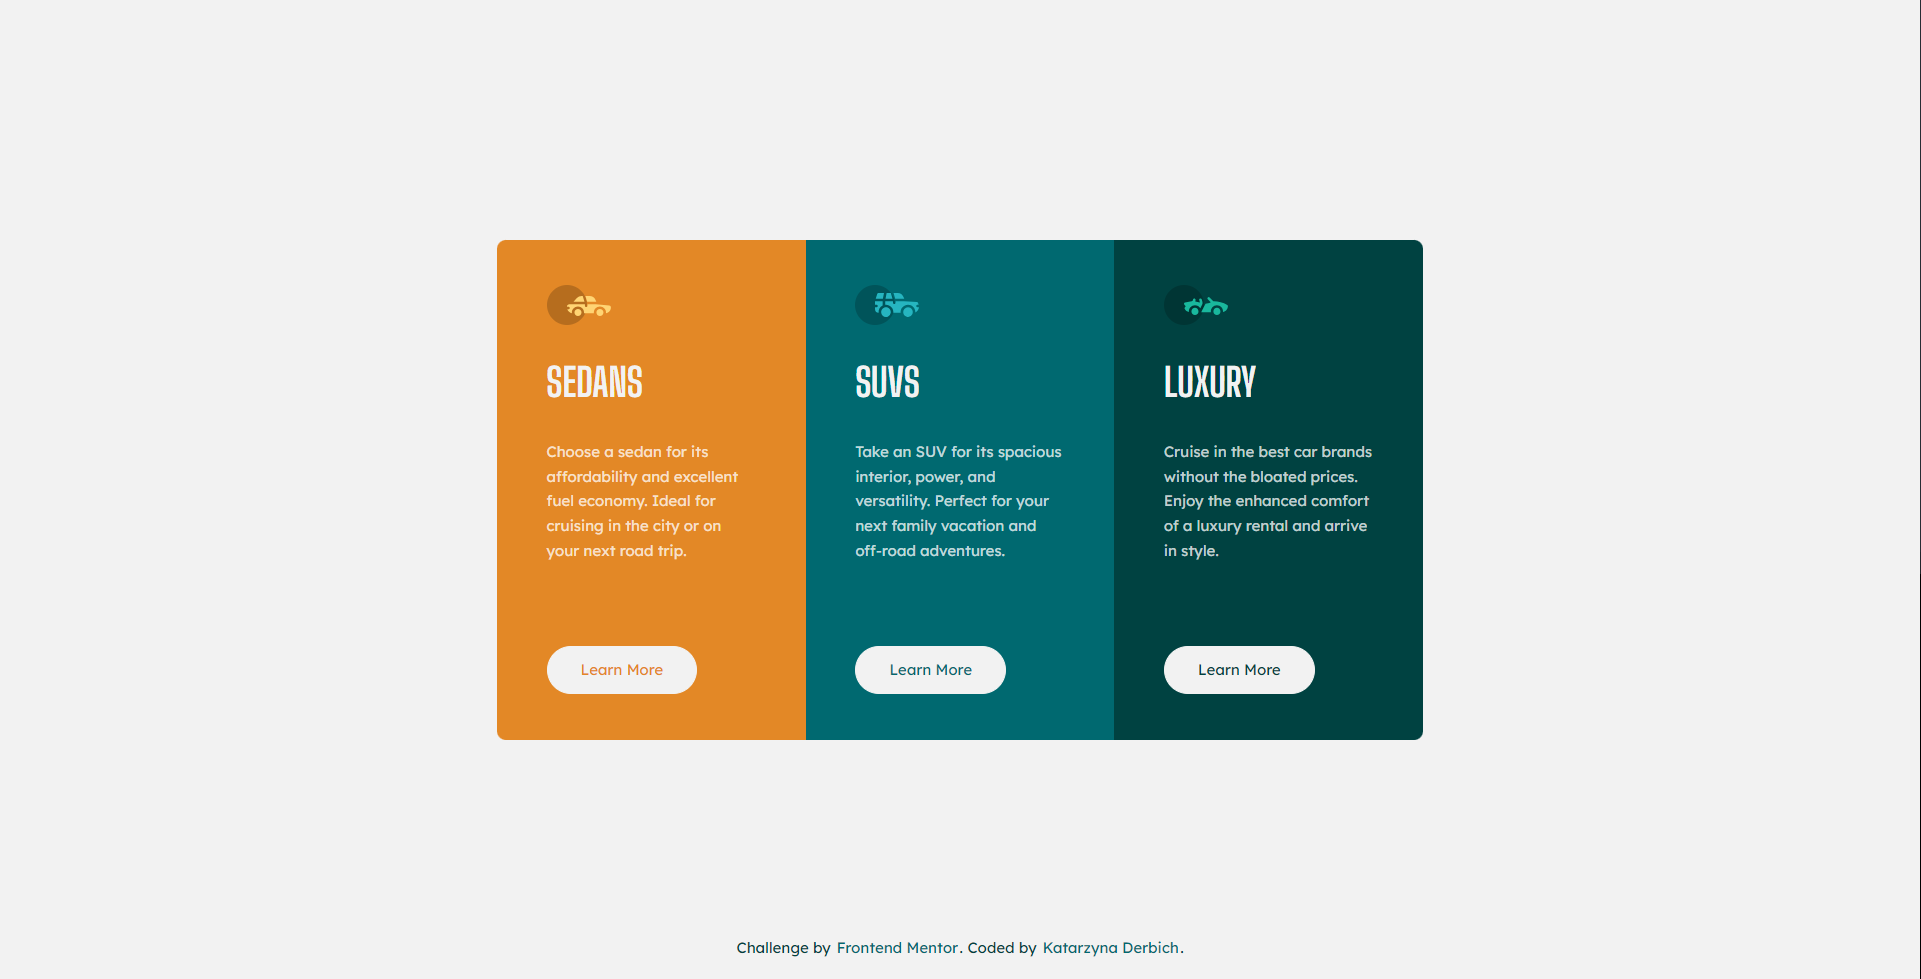 SEDANS
Choose a sedan for its
affordability and excellent
fuel economy. Ideal for
cruising in the city or on
your next road trip.
Learn More
SUVS
Take an SUV for its spacious
interior, power, and
versatility. Perfect for your
next family vacation and
off-road adventures.
Learn More
LUXURY
Cruise in the best car brands
without the bloated prices.
Enjoy the enhanced comfort
of a luxury rental and arrive
in style.
Learn More
Challenge by Frontend Mentor. Coded by Katarzyna Derbich.